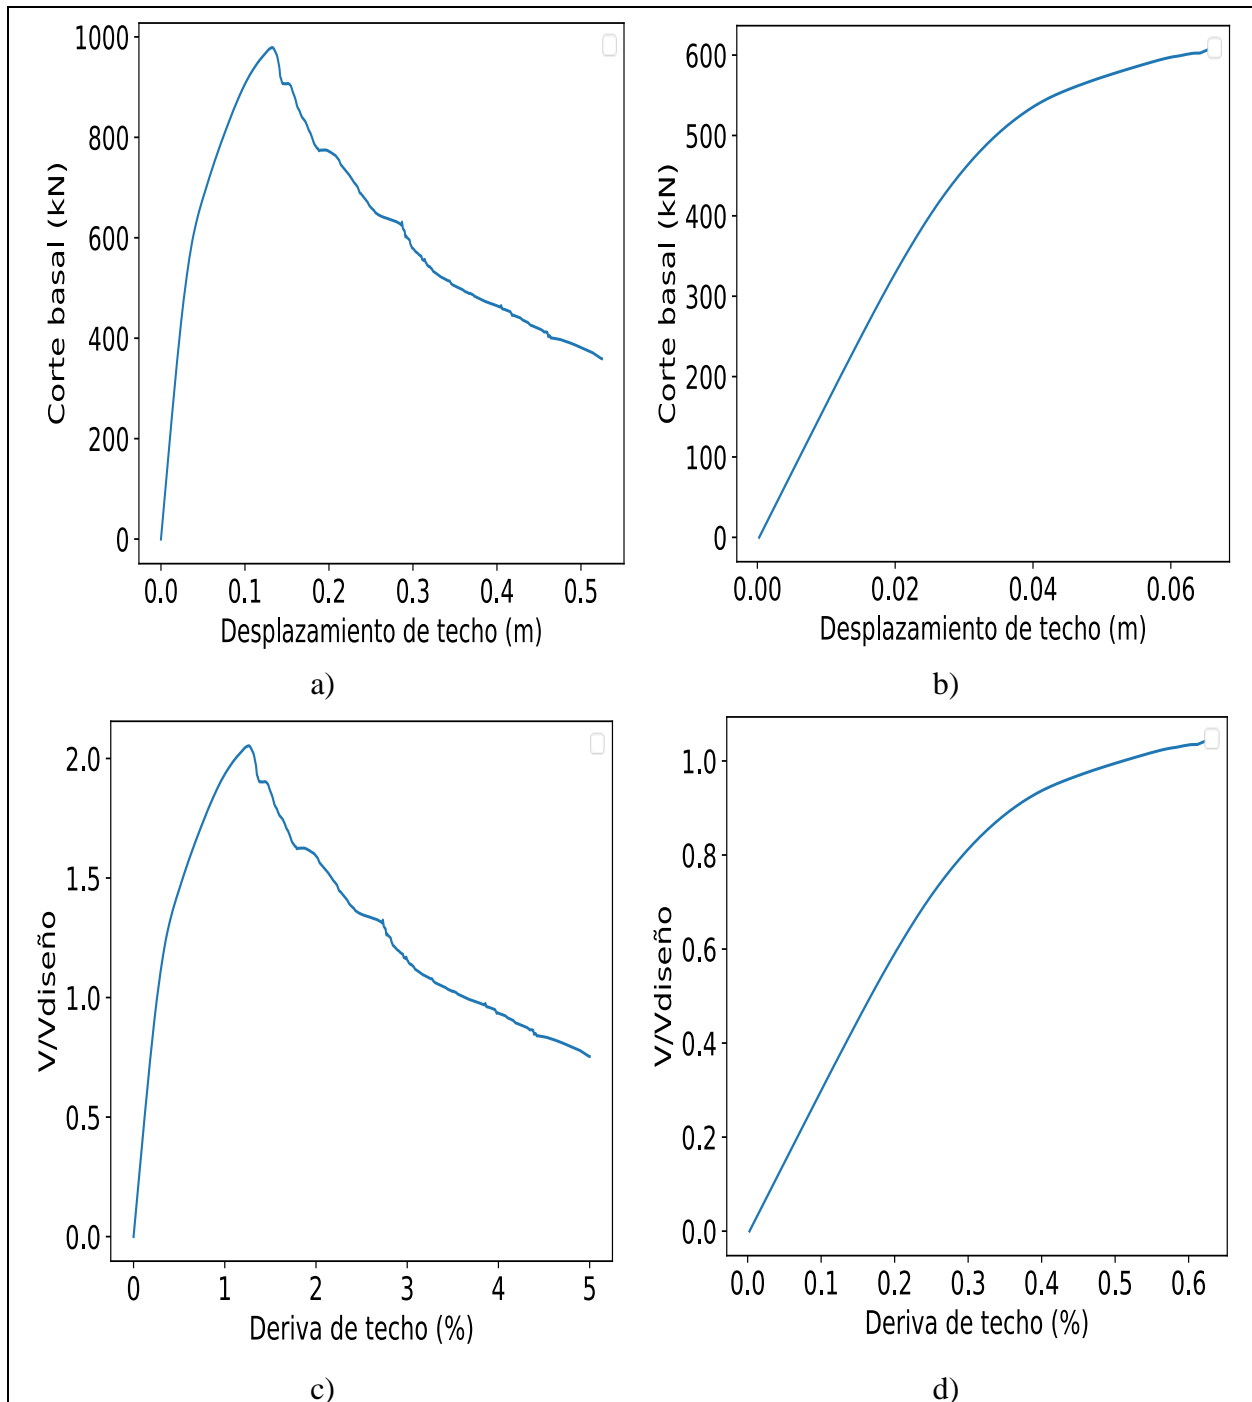 1000
800
600
400
200
0
Corte basal (kN)
0.0 0.1 0.2 0.3 0.4 0.5
Desplazamiento de techo (m)
a)
600
500
400
300
200
100
0
Corte basal (kN)
0.00 0.02 0.04 0.06
Desplazamiento de techo (m)
b)
2.0
1.5
1.0
0.5
0.0
V/Vdiseño
0 1 2 3 4 5
Deriva de techo (%)
c)
1.0
0.8
0.6
0.4
0.2
0.0
V/Vdiseño
0.0 0.1 0.2 0.3 0.4 0.5 0.6
Deriva de techo (%)
d)